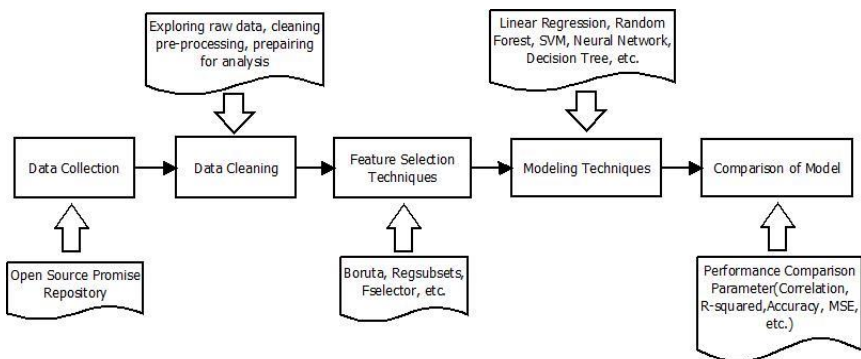 Exploring raw data, cleaning
pre-processing, prepairing
for analysis
Linear Regression, Random
Forest, SVM, Neural Network,
Decision Tree, etc.
Data Collection
Data Cleaning
Feature Selection
Techniques
Modeling Techniques
Comparison of Model
Open Source Promise
Repository
Boruta, Regsubsets,
Fselector, etc.
Performance Comparison
Parameter(Correlation,
R-squared,Accuracy, MSE,
etc.)